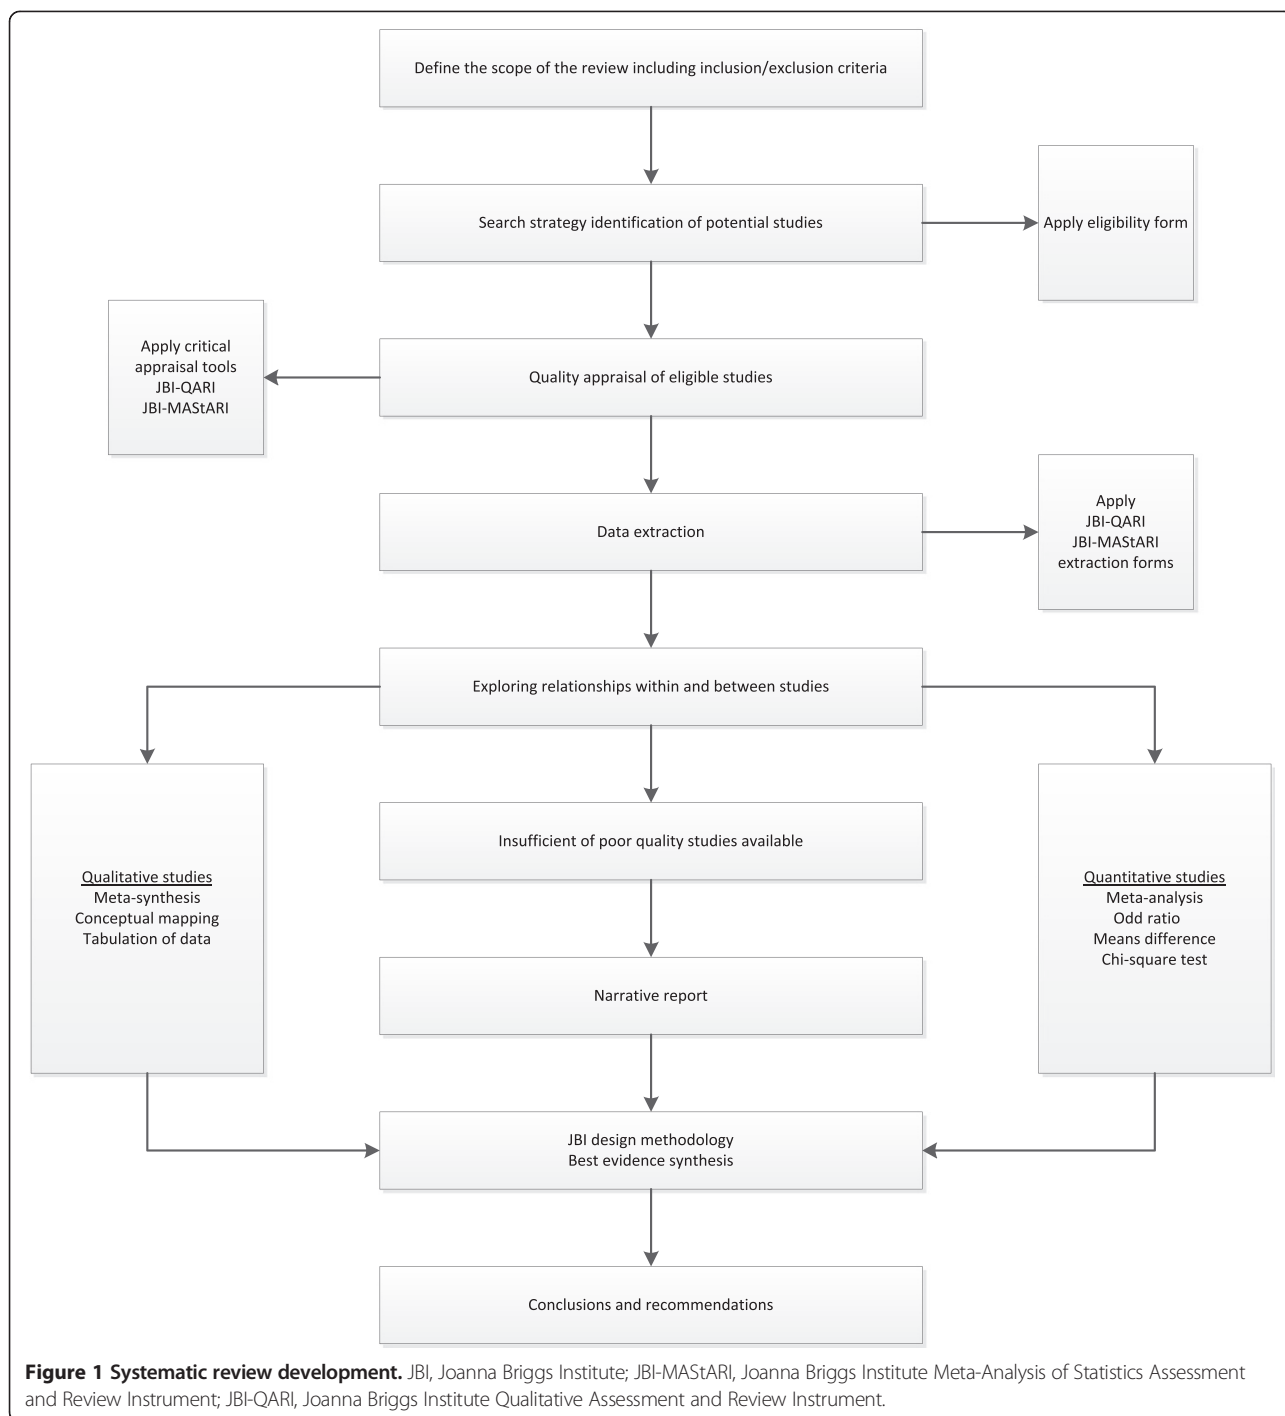 Define the scope of the review including inclusion/exclusion criteria
Search strategy identification of potential studies
Apply eligibility form
Apply critical
appraisal tools
JBI-QARI
JBI-MAStARI
Quality appraisal of eligible studies
Data extraction
Apply
JBI-QARI
JBI-MAStARI
extraction forms
Exploring relationships within and between studies
Insufficient of poor quality studies available
Qualitative studies
Meta-synthesis
Conceptual mapping
Tabulation of data
Quantitative studies
Meta-analysis
Odd ratio
Means difference
Chi-square test
Narrative report
JBI design methodology
Best evidence synthesis
Conclusions and recommendations
Figure 1 Systematic review development. JBI, Joanna Briggs Institute; JBI-MAStARI, Joanna Briggs Institute Meta-Analysis of Statistics Assessment
and Review Instrument; JBI-QARI, Joanna Briggs Institute Qualitative Assessment and Review Instrument.